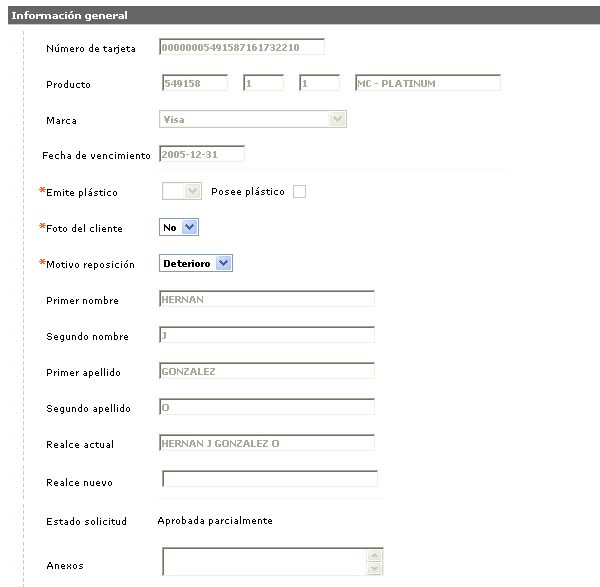 Información general
Número de tarjeta 00000005491587161732210
Producto 549158 1 1 MC - PLATINUM
Marca Visa
Fecha de vencimiento 2005-12-31
*Emite plástico Posee plástico
*Foto del cliente No
*Motivo reposición Deterioro
Primer nombre HERNAN
Segundo nombre J
Primer apellido GONZALEZ
Segundo apellido O
Realce actual HERNAN J GONZALEZ O
Realce nuevo
Estado solicitud Aprobada parcialmente
Anexos